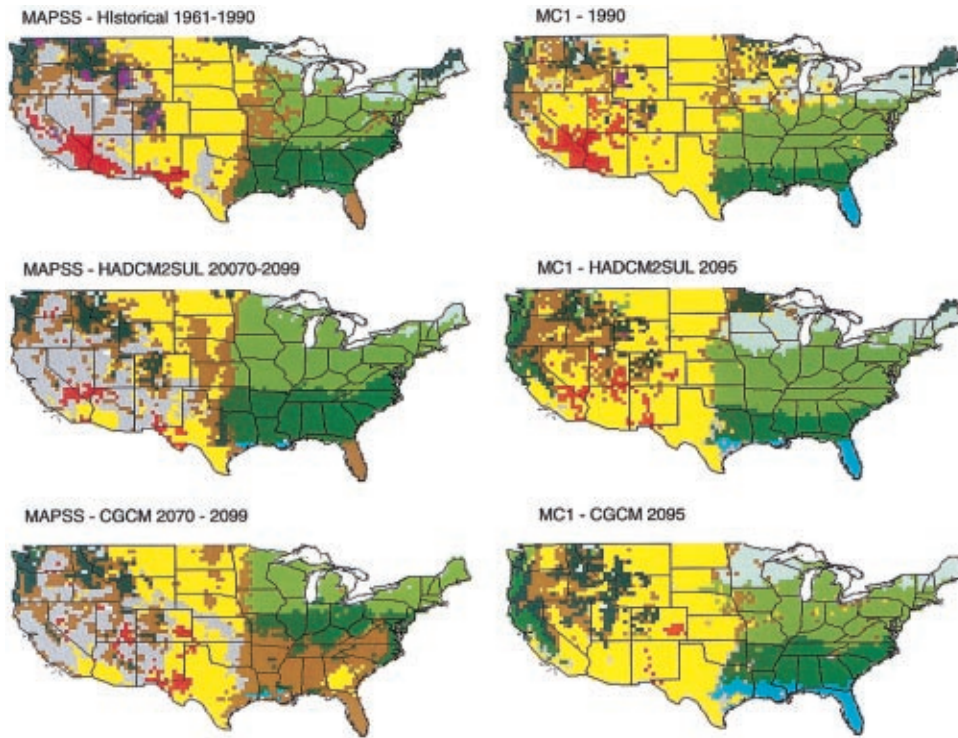 MAPSS - HIstorical 1961-1990
MC1 - 1990
MAPSS - HADCM2SUL 20070-2099
MC1 - HADCM2SUL 2095
MAPSS - CGCM 2070 - 2099
MC1 - CGCM 2095